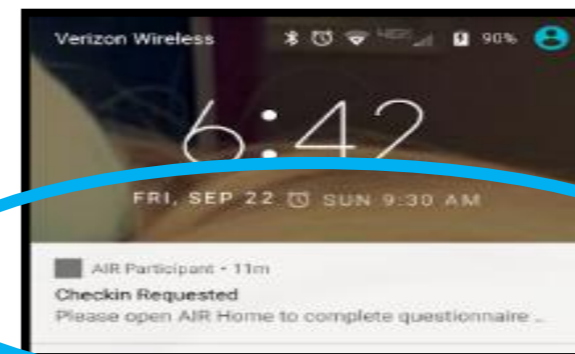 Verizon Wireless 90%
6:42
FRI, SEP 22 SUN 9:30 AM
AIR Participant • 11m
Checkin Requested
Please open AIR Home to complete questionnaire ..